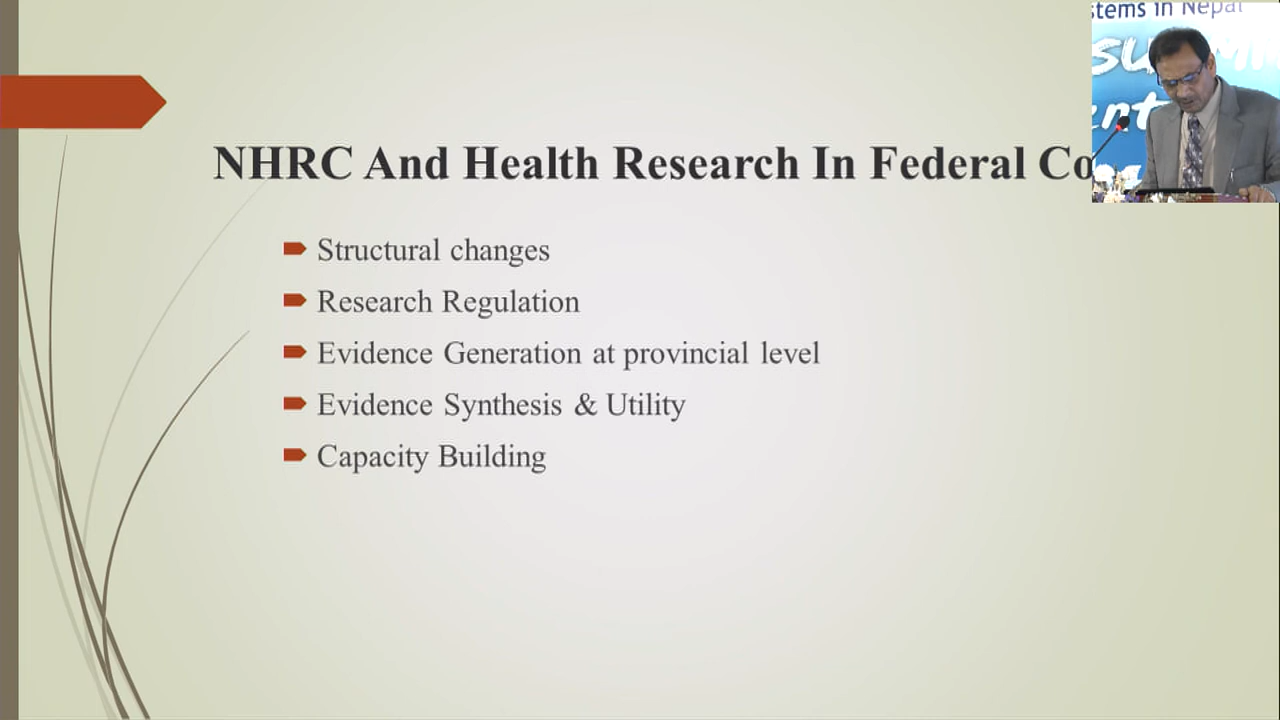 NHRC And Health Research In Federal Co
Structural changes
Research Regulation
Evidence Generation at provincial level
Evidence Synthesis & Utility
Capacity Building
stems in Nepal